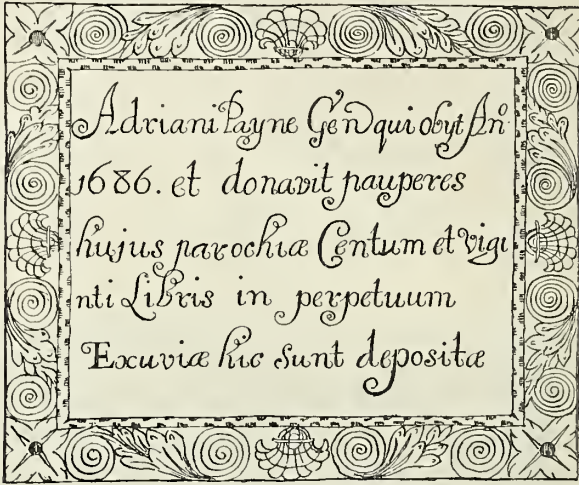 Adriani Payne Gen̄ qui obyt An̊
1686. et donavit pauperes
hujus parochiæ Centum et vigi
nti Libris in perpetuum
Exuviæ hic sunt depositæ